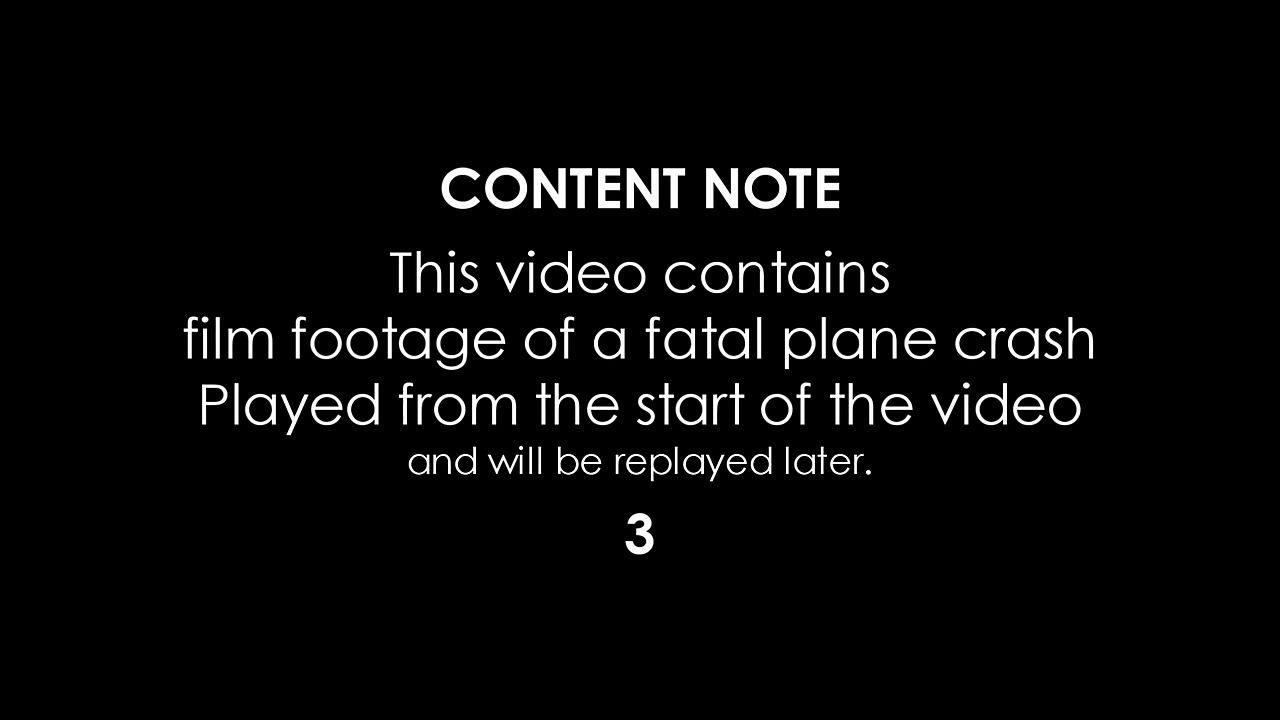 CONTENT NOTE
This video contains
film footage of a fatal plane crash
Played from the start of the video
and will be replayed later.
3